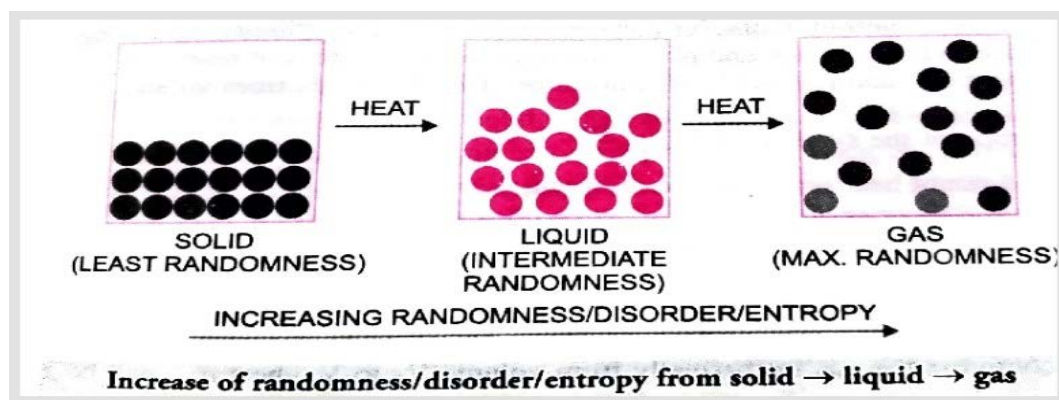 HEAT
HEAT
SOLID
(LEAST RANDOMNESS)
LIQUID
(INTERMEDIATE
RANDOMNESS)
GAS
(MAX. RANDOMNESS)
INCREASING RANDOMNESS/DISORDER/ENTROPY
Increase of randomness/disorder/entropy from solid → liquid → gas